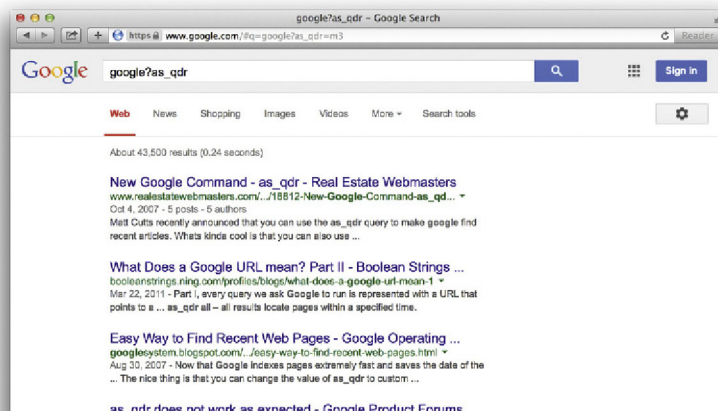 google?as_qdr - Google Search
https www.google.com/#q=google?as_qdr=m3
Reader
Google google?as_qdr Sign in
Web News Shopping Images Videos More Search tools
About 43,500 results (0.24 seconds)
New Google Command - as_qdr - Real Estate Webmasters
www.realestatewebmasters.com/.../18812-New-Google-Command-as_qd...
Oct 4, 2007 - 5 posts - 5 authors
Matt Cutts recently announced that you can use the as_qdr query to make google find
recent articles. Whats kinda cool is that you can also use ...
What Does a Google URL mean? Part II - Boolean Strings ...
booleanstrings.ning.com/profiles/blogs/what-does-a-google-url-mean-1
Mar 22, 2011 - Part I, every query we ask Google to run is represented with a URL that
points to a ... as_qdr all – all results locate pages within a specified time.
Easy Way to Find Recent Web Pages - Google Operating ...
googlesystem.blogspot.com/.../easy-way-to-find-recent-web-pages.html
Aug 30, 2007 - Now that Google indexes pages extremely fast and saves the date of the
... The nice thing is that you can change the value of as_qdr to custom ...
as_qdr does not work as expected - Google Product Forums